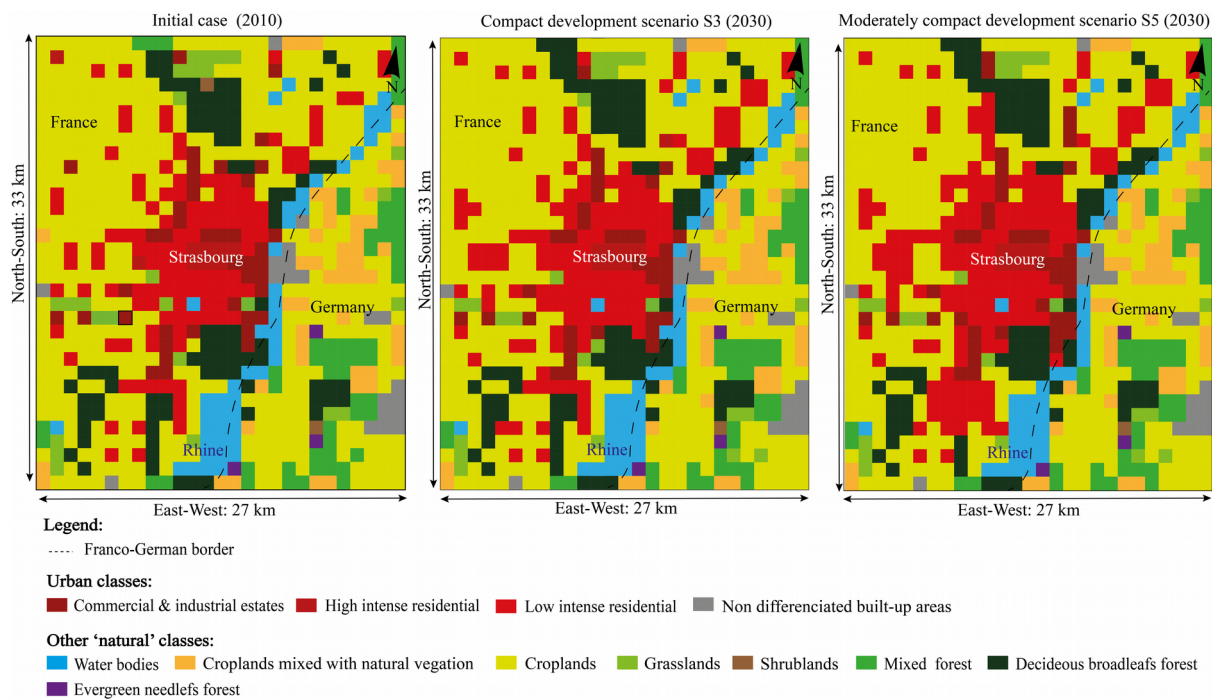 Initial case (2010)
Compact development scenario S3 (2030)
Moderately compact development scenario S5 (2030)
North-South: 33 km
France
N
Strasbourg
Germany
Rhine
East-West: 27 km
North-South: 33 km
France
N
Strasbourg
Germany
Rhine
East-West: 27 km
North-South: 33 km
France
N
Strasbourg
Germany
Rhine
East-West: 27 km
Legend:
Franco-German border
Urban classes:
Commercial & industrial estates High intense residential Low intense residential Non differenciated built-up areas
Other ‘natural’ classes:
Water bodies Croplands mixed with natural vegation Croplands Grasslands Shrublands Mixed forest Decideous broadleafs forest
Evergreen needlefs forest